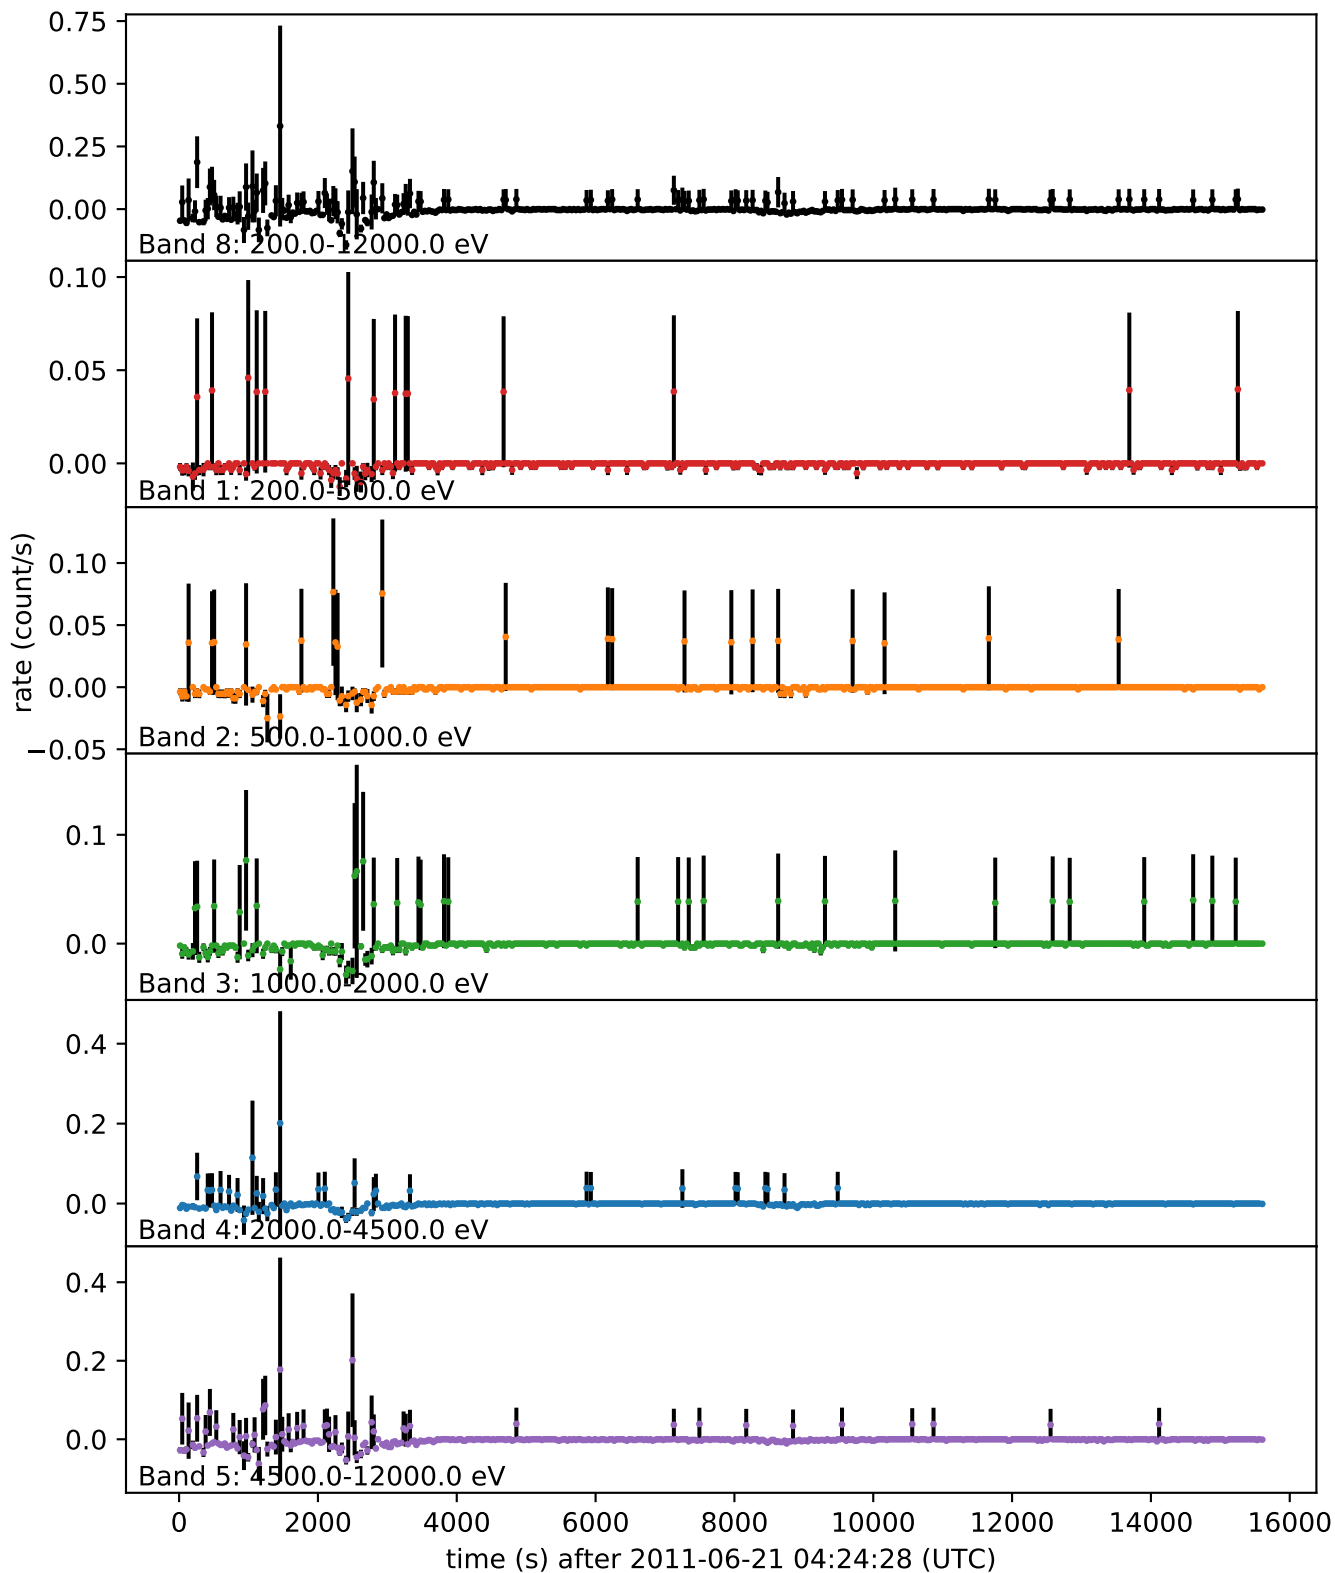 0.75
0.50
0.25
0.00
Band 8: 200.0-12000.0 eV
0.10
0.05
0.00
Band 1: 200.0-500.0 eV
rate (count/s)
0.10
0.05
0.00
−0.05
Band 2: 500.0-1000.0 eV
0.1
0.0
Band 3: 1000.0-2000.0 eV
0.4
0.2
0.0
Band 4: 2000.0-4500.0 eV
0.4
0.2
0.0
Band 5: 4500.0-12000.0 eV
0 2000 4000 6000 8000 10000 12000 14000 16000
time (s) after 2011-06-21 04:24:28 (UTC)